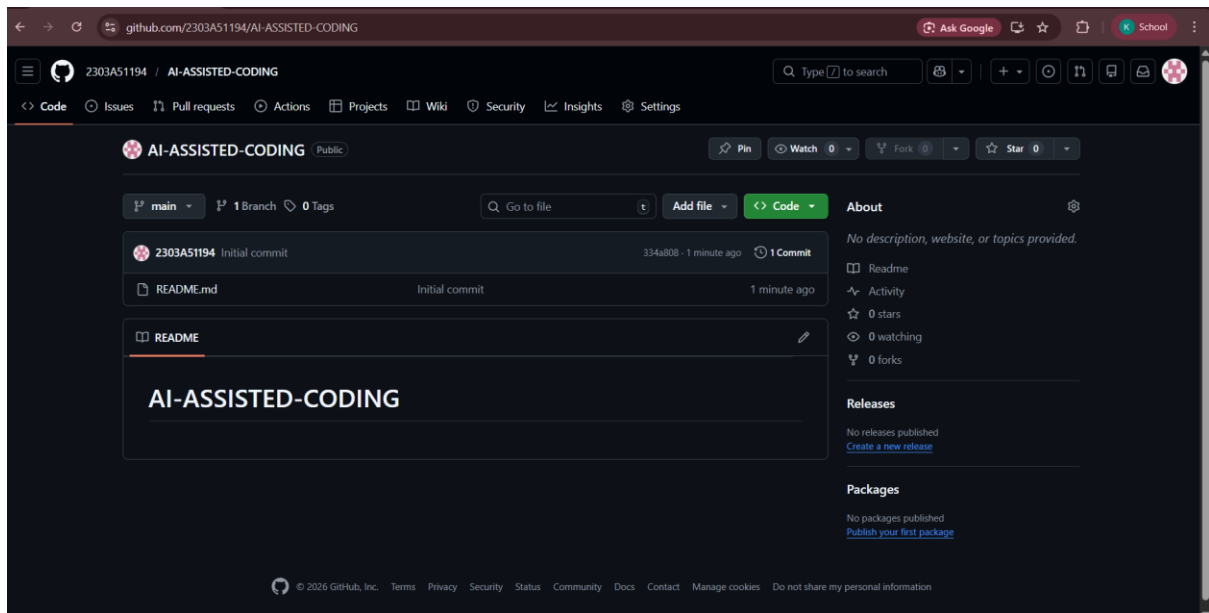 github.com/2303A51194/AI-ASSISTED-CODING Ask Google K School
2303A51194 / AI-ASSISTED-CODING Type / to search
Code Issues Pull requests Actions Projects Wiki Security Insights Settings
AI-ASSISTED-CODING Public Pin Watch 0 Fork 0 Star 0
main 1 Branch 0 Tags Go to file t Add file Code
2303A51194 Initial commit 334a808 · 1 minute ago 1 Commit
README.md Initial commit 1 minute ago
README
AI-ASSISTED-CODING
About
No description, website, or topics provided.
Readme
Activity
0 stars
0 watching
0 forks
Releases
No releases published
Create a new release
Packages
No packages published
Publish your first package
© 2026 GitHub, Inc. Terms Privacy Security Status Community Docs Contact Manage cookies Do not share my personal information